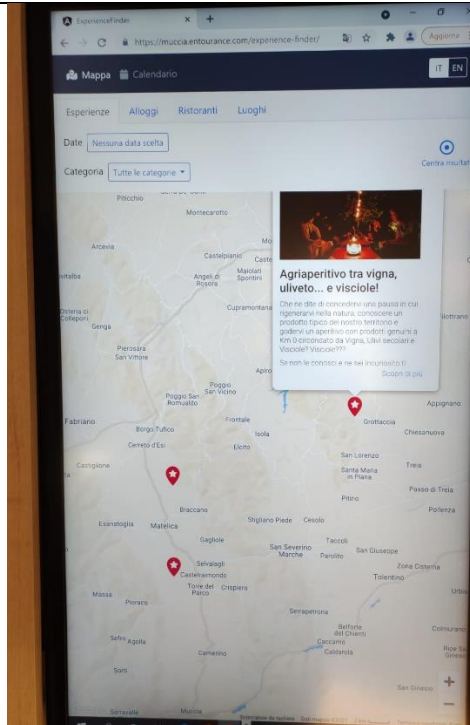 ExperienceFinder
https://muccia.entourance.com/experience-finder/
Aggiorna
Mappa Calendario
IT EN
Esperienze Alloggi Ristoranti Luoghi
Date Nessuna data scelta
Centra risultati
Categoria Tutte le categorie
Agriaperitivo tra vigna,
uliveto... e visciole!
Che ne dite di concedervi una pausa in cui
rigenerarvi nella natura, conoscere un
prodotto tipico del nostro territorio e
godervi un aperitivo con prodotti genuini a
Km 0 circondato da Vigna, Ulivi secolari e
Visciole? Visciole???
Se non le conosci e ne sei incuriosito ti
Scopri di più
Piticchio
Montecarotto
Arcevia
Castelplanio
Angeli di
Rosora
Maiolati
Spontini
Cupramontana
Genga
Pierosara
San Vittore
Apiro
Poggio
San Vicino
Poggio San
Romualdo
Appignano
Fabriano
Frontale
Grottaccia
Borgo Tufico
Isola
Chiesanuova
Cerreto d'Esi
Elcito
San Lorenzo
Castiglione
Santa Maria
in Piana
Treia
Passo di Treia
Pitino
Braccano
Pollenza
Esanatoglia
Matelica
Stigliano Piede
Cesolo
Gagliole
Taccoli
San Severino
Marche
Parolito
San Giuseppe
Selvalagli
Castelraimondo
Zona Cisterna
Tolentino
Torre del
Parco
Crispiero
Massa
Pioraco
Serrapetrona
Belforte
del Chienti
Colmurano
Sefro
Agolla
Camerino
Caccamo
Caldarola
Sorti
San Ginesio
Serravalle
Muccia